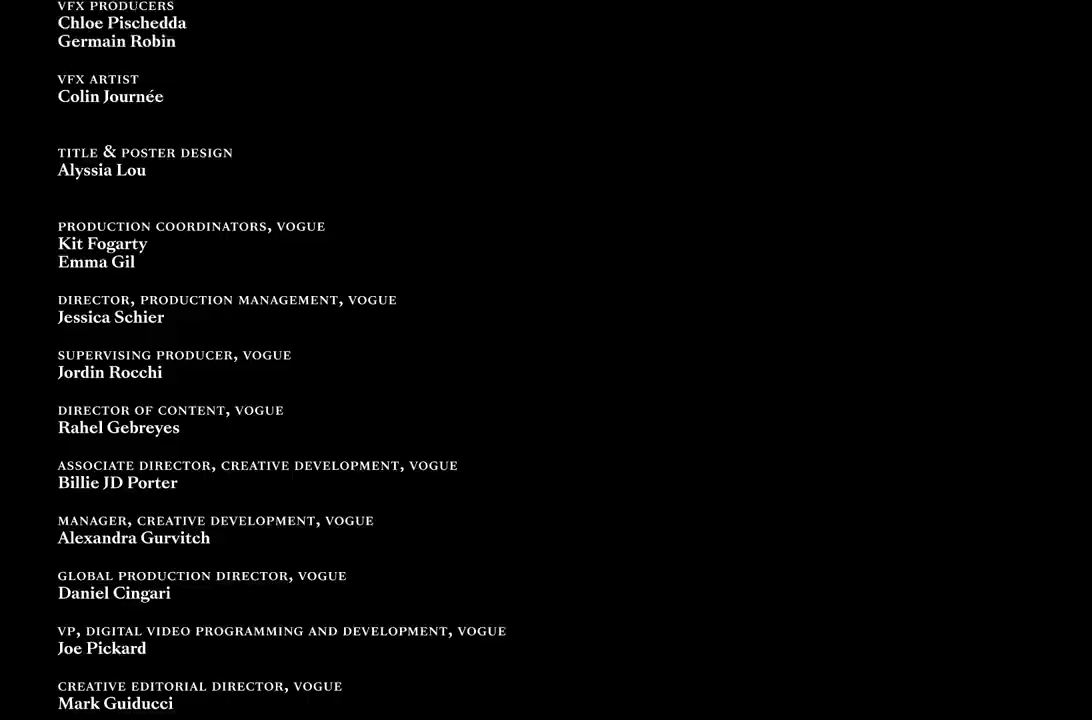 VFX PRODUCERS
Chloe Pischedda
Germain Robin
VFX ARTIST
Colin Journée
TITLE & POSTER DESIGN
Alyssia Lou
PRODUCTION COORDINATORS, VOGUE
Kit Fogarty
Emma Gil
DIRECTOR, PRODUCTION MANAGEMENT, VOGUE
Jessica Schier
SUPERVISING PRODUCER, VOGUE
Jordin Rocchi
DIRECTOR OF CONTENT, VOGUE
Rahel Gebreyes
ASSOCIATE DIRECTOR, CREATIVE DEVELOPMENT, VOGUE
Billie JD Porter
MANAGER, CREATIVE DEVELOPMENT, VOGUE
Alexandra Gurvitch
GLOBAL PRODUCTION DIRECTOR, VOGUE
Daniel Cingari
VP, DIGITAL VIDEO PROGRAMMING AND DEVELOPMENT, VOGUE
Joe Pickard
CREATIVE EDITORIAL DIRECTOR, VOGUE
Mark Guiducci